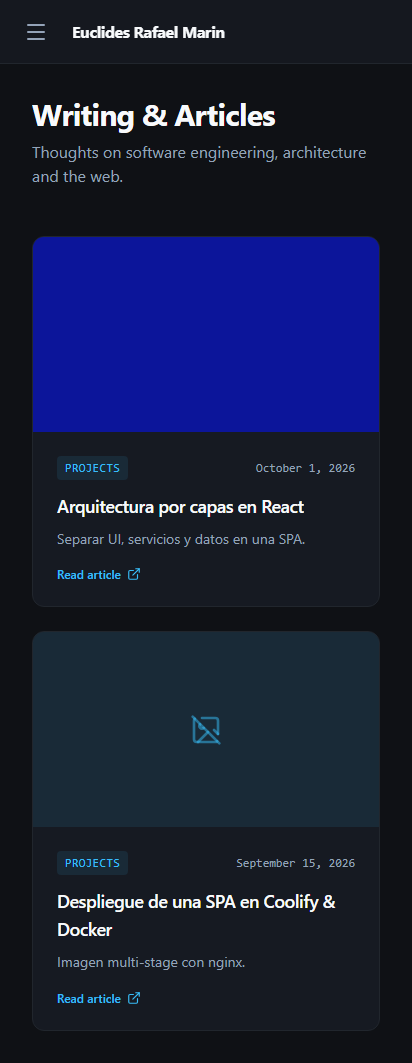 Euclides Rafael Marin
Writing & Articles
Thoughts on software engineering, architecture
and the web.
PROJECTS
October 1, 2026
Arquitectura por capas en React
Separar UI, servicios y datos en una SPA.
Read article
PROJECTS
September 15, 2026
Despliegue de una SPA en Coolify &
Docker
Imagen multi-stage con nginx.
Read article